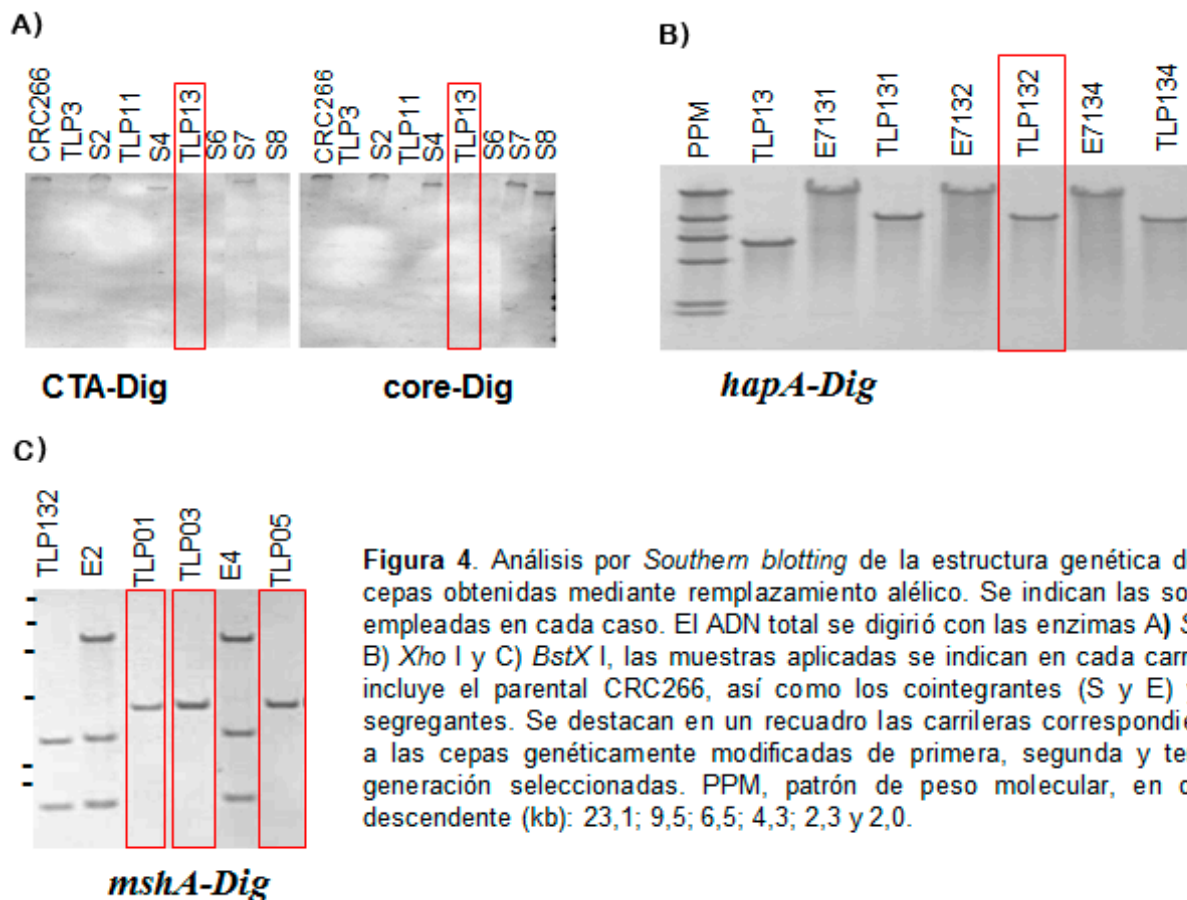 A)
CRC266 TLP3 S2 TLP11 S4 TLP13 S6 S7 S8
CRC266 TLP3 S2 TLP11 S4 TLP13 S6 S7 S8
CTA-Dig
core-Dig
B)
PPM TLP13 E7131 TLP131 E7132 TLP132 E7134 TLP134
hapA-Dig
C)
TLP132 E2 TLP01 TLP03 E4 TLP05
mshA-Dig
Figura 4. Análisis por Southern blotting de la estructura genética d
cepas obtenidas mediante remplazamiento alélico. Se indican las so
empleadas en cada caso. El ADN total se digirió con las enzimas A) S
B) Xho I y C) BstX I, las muestras aplicadas se indican en cada carr
incluye el parental CRC266, así como los cointegrantes (S y E)
segregantes. Se destacan en un recuadro las carrileras correspondie
a las cepas genéticamente modificadas de primera, segunda y te
generación seleccionadas. PPM, patrón de peso molecular, en o
descendente (kb): 23,1; 9,5; 6,5; 4,3; 2,3 y 2,0.